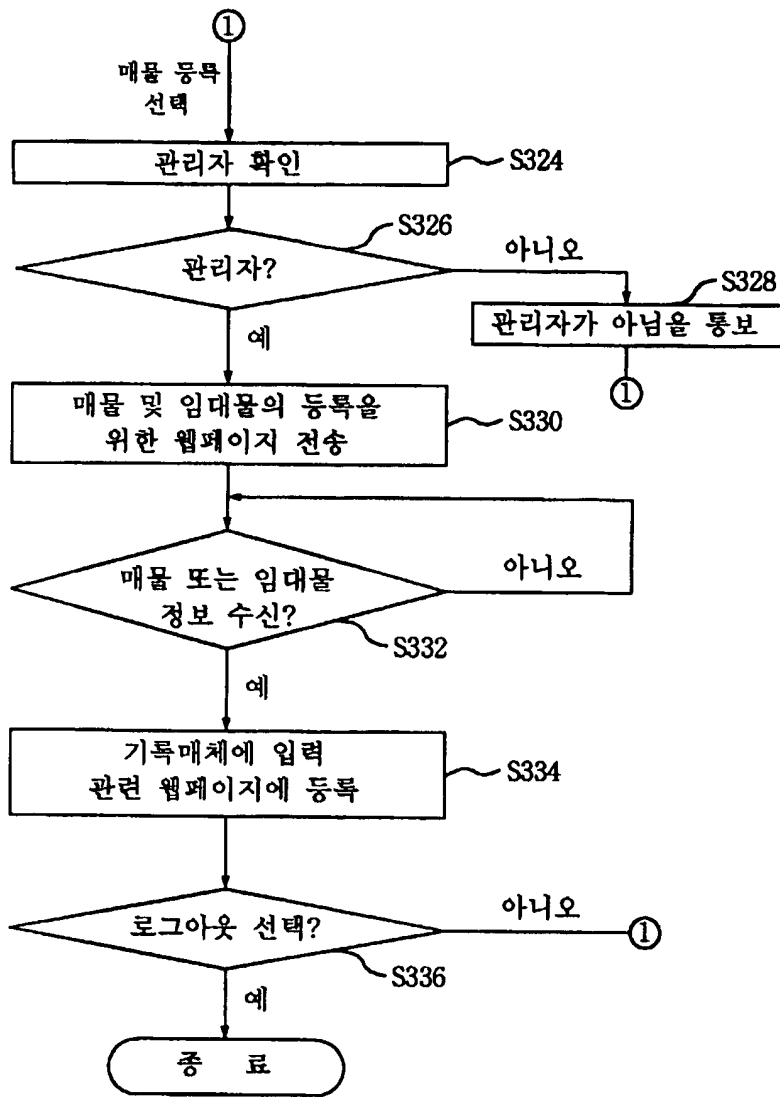 ①
매물 등록
선택
관리자 확인
S324
S326
관리자?
아니오
S328
관리자가 아님을 통보
예
①
매물 및 임대물의 등록을
위한 웹페이지 전송
S330
매물 또는 임대물
정보 수신?
아니오
S332
예
기록매체에 입력
관련 웹페이지에 등록
S334
로그아웃 선택?
아니오
①
S336
예
종 료